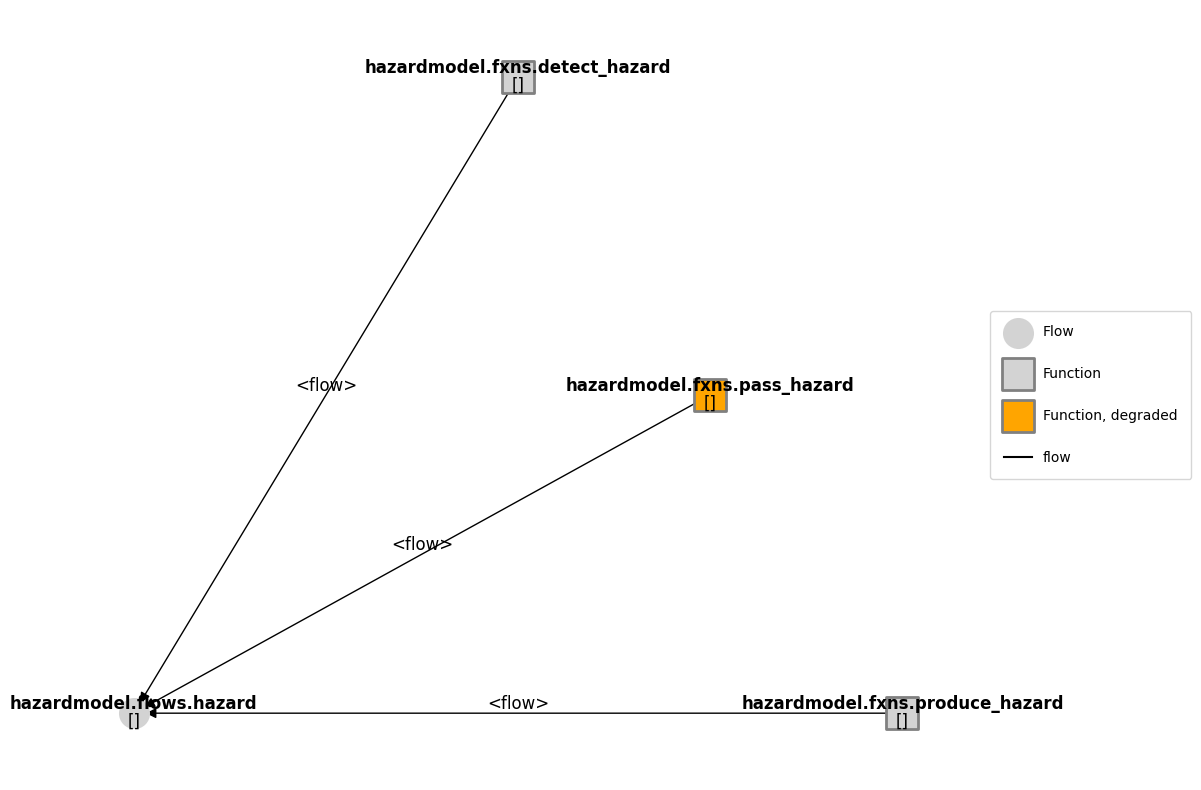 hazardmodel.fxns.detect_hazard
[]
Flow
Function
<flow>
hazardmodel.fxns.pass_hazard
[]
Function, degraded
flow
<flow>
hazardmodel.flows.hazard
[]
<flow>
hazardmodel.fxns.produce_hazard
[]